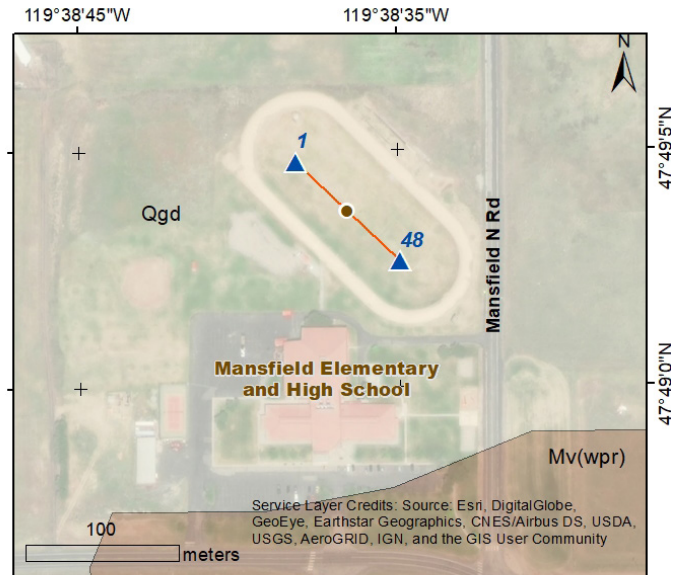 119°38'45"W
119°38'35"W
N
1
47°49'5"N
Qgd
48
Mansfield N Rd
Mansfield Elementary
and High School
47°49'0"N
Mv(wpr)
Service Layer Credits: Source: Esri, DigitalGlobe,
GeoEye, Earthstar Geographics, CNES/Airbus DS, USDA,
USGS, AeroGRID, IGN, and the GIS User Community
100
meters